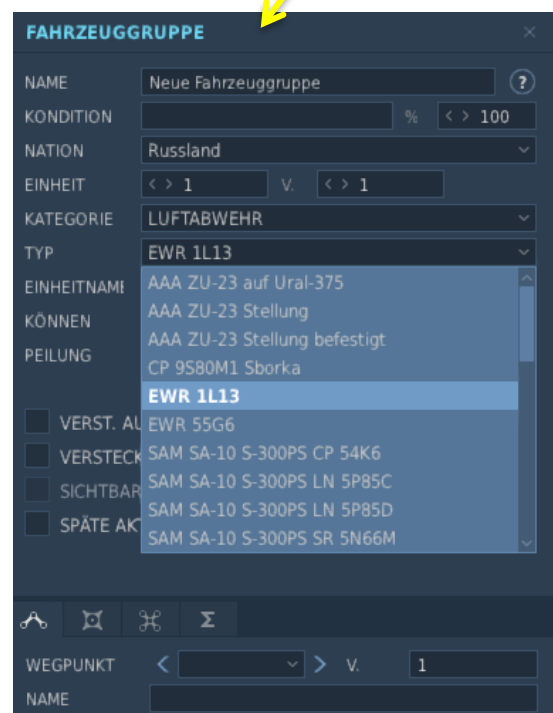 FAHRZEUGGRUPPE ×
NAME Neue Fahrzeuggruppe ?
KONDITION % < > 100
NATION Russland
EINHEIT < > 1 V. < > 1
KATEGORIE LUFTABWEHR
TYP EWR 1L13
EINHEITNAME AAA ZU-23 auf Ural-375
AAA ZU-23 Stellung
KÖNNEN
AAA ZU-23 Stellung befestigt
PEILUNG
CP 9S80M1 Sborka
EWR 1L13
VERST. AU EWR 55G6
VERSTECK SAM SA-10 S-300PS CP 54K6
SICHTBAR SAM SA-10 S-300PS LN 5P85C
SAM SA-10 S-300PS LN 5P85D
SPÄTE AKT
SAM SA-10 S-300PS SR 5N66M
Σ
WEGPUNKT < > V. 1
NAME